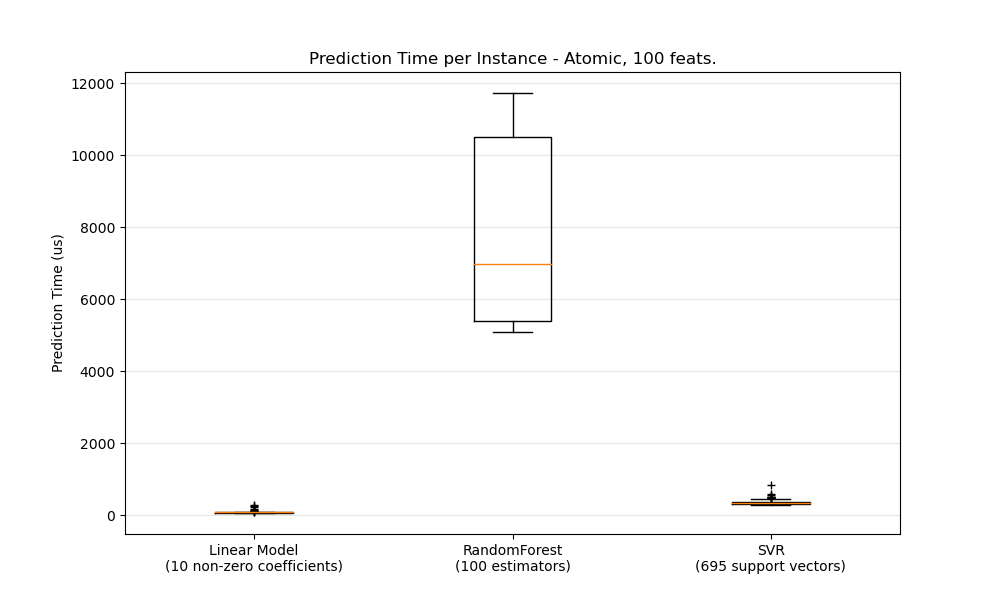 Prediction Time per Instance - Atomic, 100 feats.
Prediction Time (us)
12000
10000
8000
6000
4000
2000
0
Linear Model
(10 non-zero coefficients)
RandomForest
(100 estimators)
SVR
(695 support vectors)